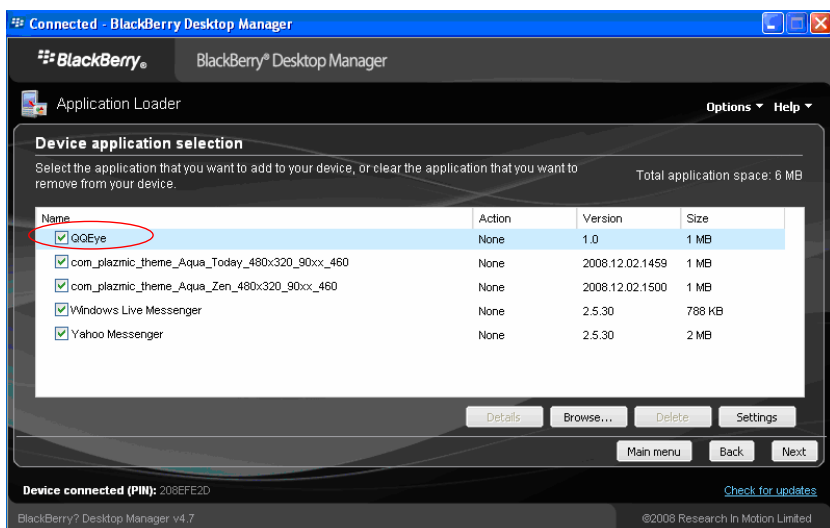 Connected - BlackBerry Desktop Manager
BlackBerry® BlackBerry® Desktop Manager
Application Loader Options Help
Device application selection
Select the application that you want to add to your device, or clear the application that you want to
remove from your device.
Total application space: 6 MB
Name Action Version Size
QQEye None 1.0 1 MB
com_plazmic_theme_Aqua_Today_480x320_90xx_460 None 2008.12.02.1459 1 MB
com_plazmic_theme_Aqua_Zen_480x320_90xx_460 None 2008.12.02.1500 1 MB
Windows Live Messenger None 2.5.30 788 KB
Yahoo Messenger None 2.5.30 2 MB
Details Browse... Delete Settings
Main menu Back Next
Device connected (PIN): 208EFE2D Check for updates
BlackBerry? Desktop Manager v4.7 ©2008 Research In Motion Limited